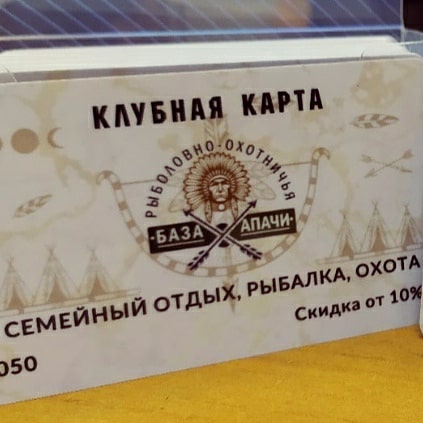 КЛУБНАЯ КАРТА
РЫБОЛОВНО-ОХОТНИЧЬЯ
·БАЗА АПАЧИ·
СЕМЕЙНЫЙ ОТДЫХ, РЫБАЛКА, ОХОТА
Скидка от 10%
050